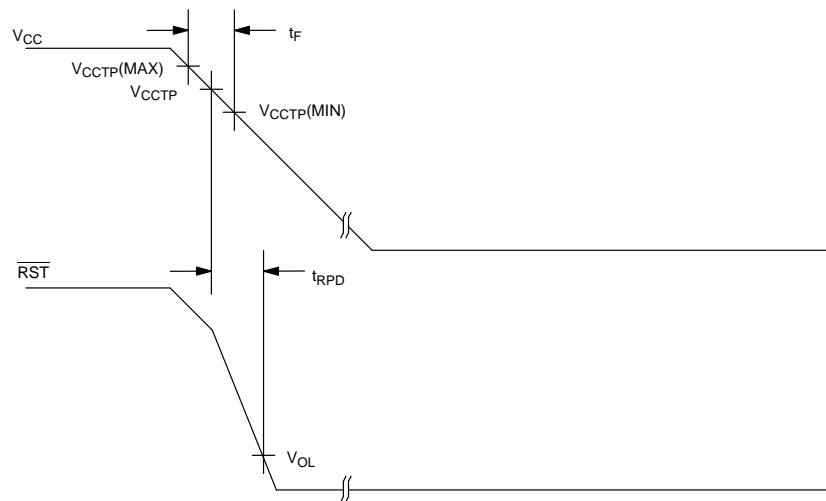 VCC
tF
VCCTP(MAX)
VCCTP
VCCTP(MIN)
RST
tRPD
VOL